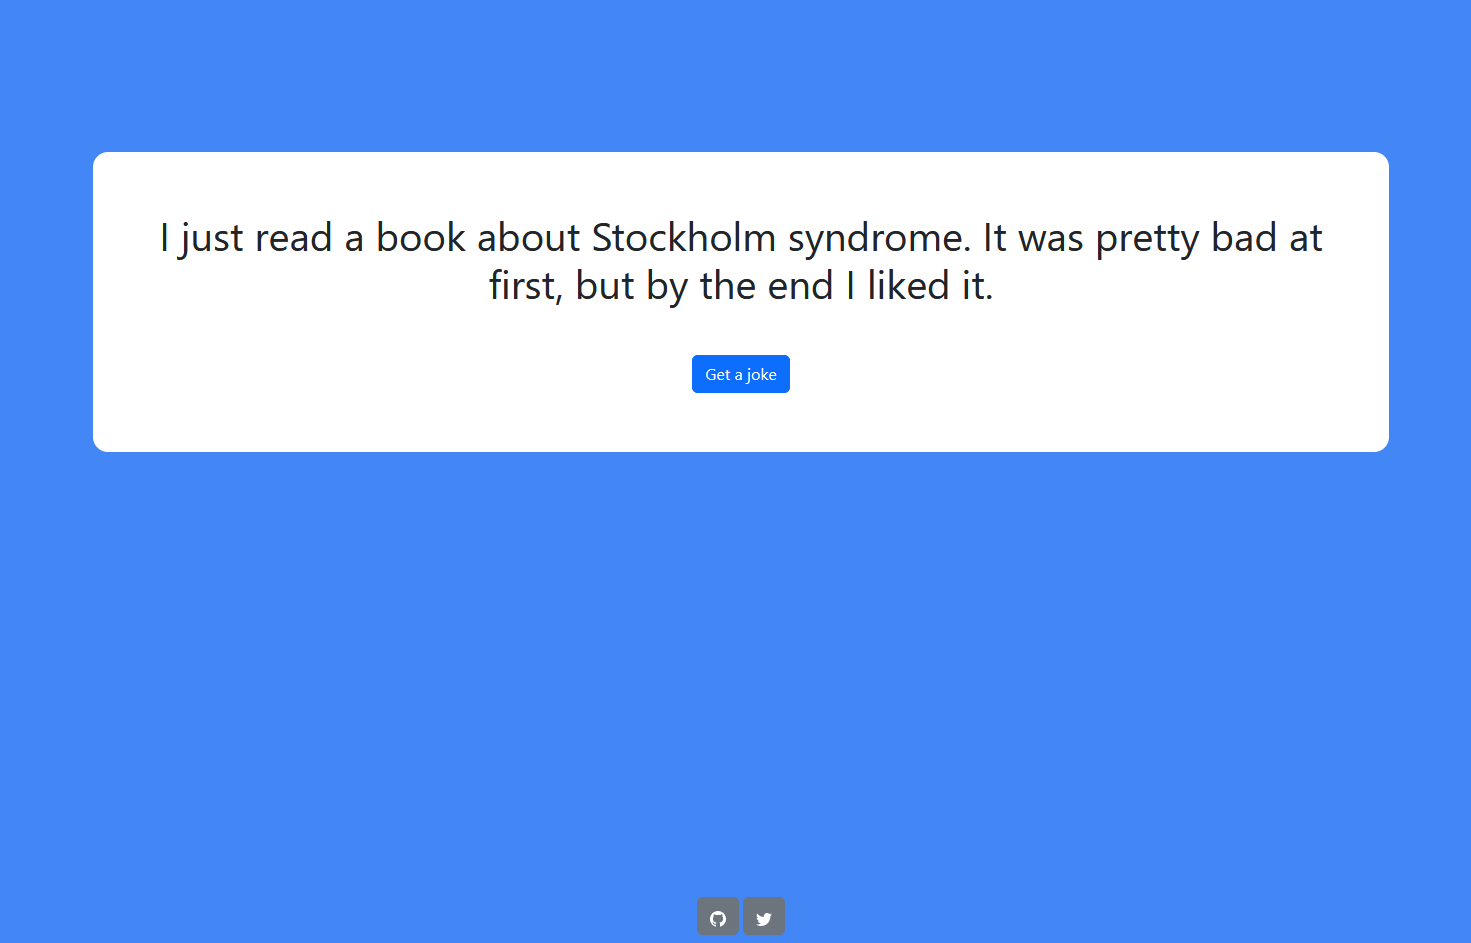 I just read a book about Stockholm syndrome. It was pretty bad at
first, but by the end I liked it.
Get a joke